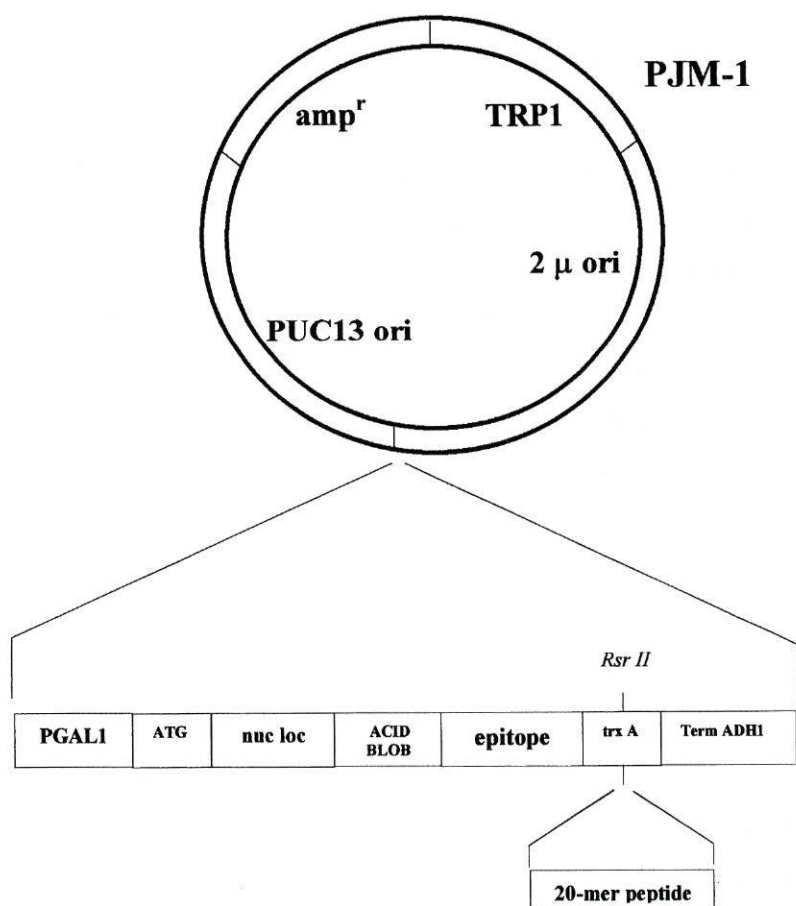 PJM-1
ampʳ
TRP1
2 μ ori
PUC13 ori
Rsr II
PGAL1
ATG
nuc loc
ACID
BLOB
epitope
trx A
Term ADH1
20-mer peptide